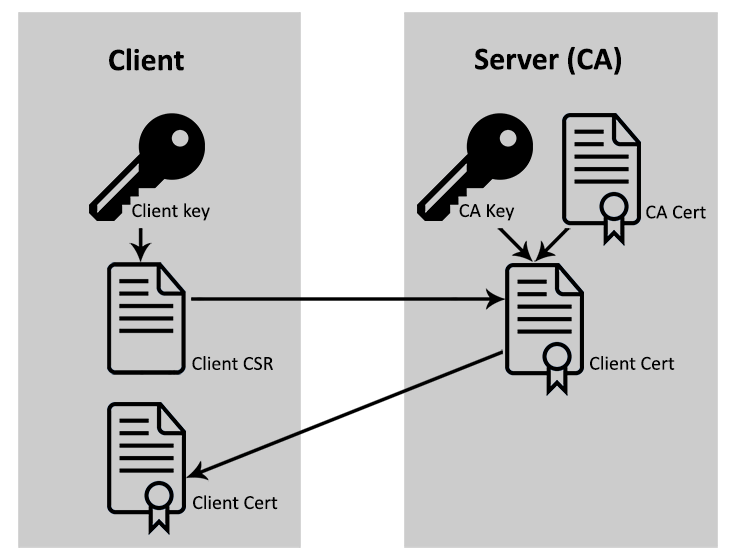 Client
Server (CA)
Client key
CA Key
CA Cert
Client CSR
Client Cert
Client Cert